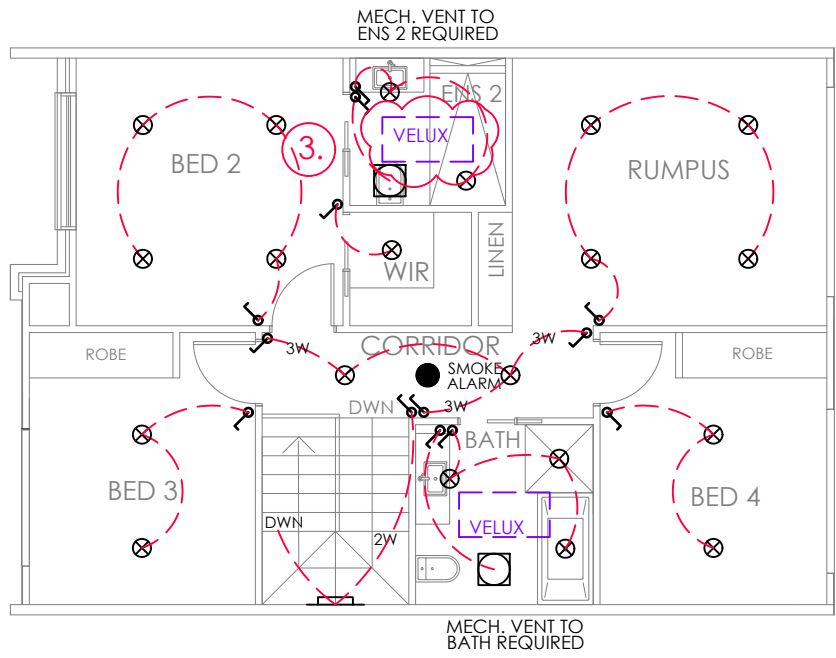 MECH. VENT TO
ENS 2 REQUIRED
ENS 2
3.
VELUX
BED 2
RUMPUS
WIR
LINEN
ROBE
3W
CORRIDOR
3W
ROBE
SMOKE
ALARM
DWN
3W
BATH
BED 3
BED 4
DWN
2W
VELUX
MECH. VENT TO
BATH REQUIRED